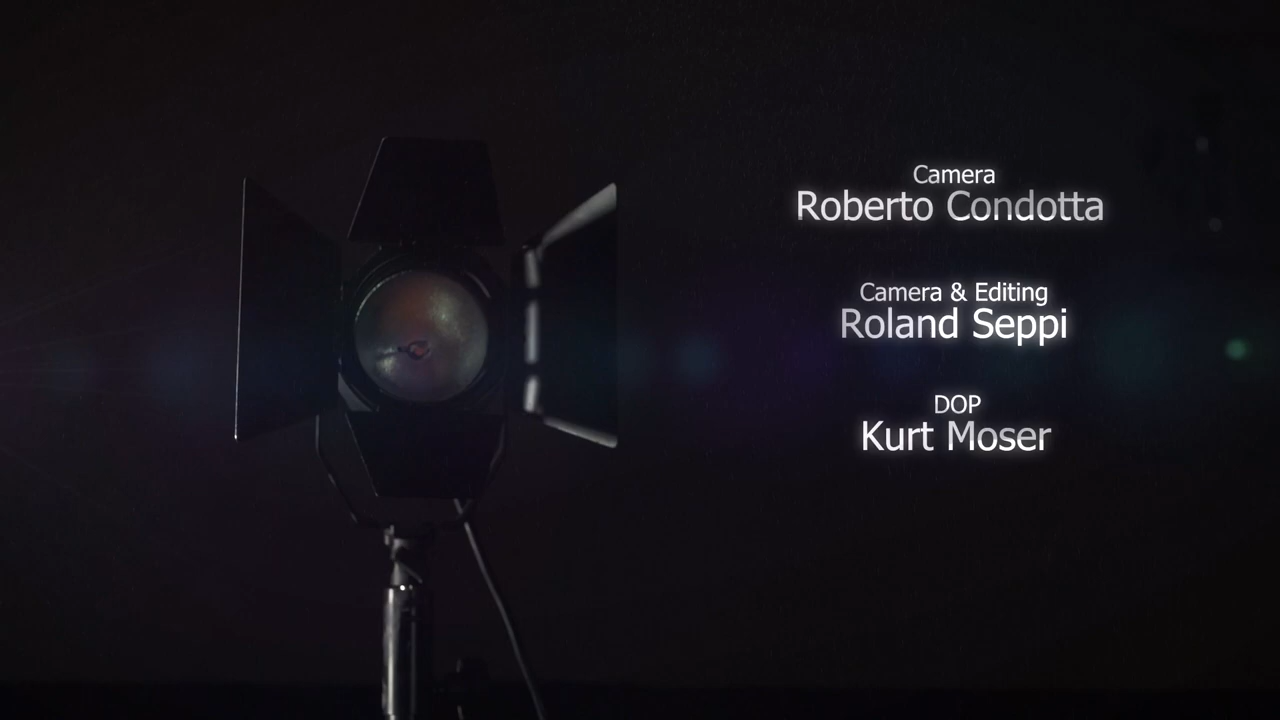 Camera
Roberto Condotta
Camera & Editing
Roland Seppi
DOP
Kurt Moser